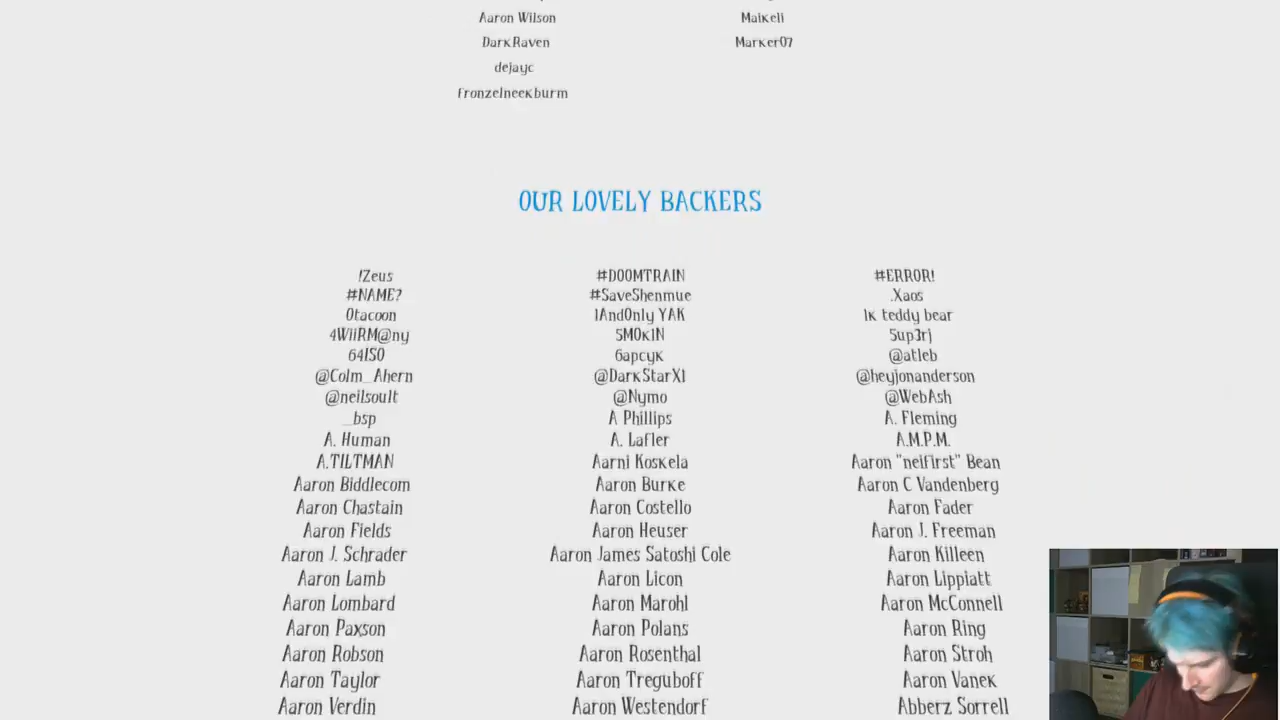 Aaron Wilson Maikeli
DarkRaven Marker07
dejayc
fronzelneekburm
OUR LOVELY BACKERS
!Zeus #DOOMTRAIN #ERROR!
#NAME? #SaveShenmue .Xaos
0tacoon 1AndOnly YAK 1k teddy bear
4WiiRM@ny 5M0k1N 5up3rj
64ISO 6apcyk @atleb
@Colm_Ahern @DarkStarX1 @heyjonanderson
@neilsoult @Nymo @WebAsh
_bsp A Phillips A. Fleming
A. Human A. Lafler A.M.P.M.
A.TILTMAN Aarni Koskela Aaron "neifirst" Bean
Aaron Biddlecom Aaron Burke Aaron C Vandenberg
Aaron Chastain Aaron Costello Aaron Fader
Aaron Fields Aaron Heuser Aaron J. Freeman
Aaron J. Schrader Aaron James Satoshi Cole Aaron Killeen
Aaron Lamb Aaron Licon Aaron Lippiatt
Aaron Lombard Aaron Marohl Aaron McConnell
Aaron Paxson Aaron Polans Aaron Ring
Aaron Robson Aaron Rosenthal Aaron Stroh
Aaron Taylor Aaron Treguboff Aaron Vanek
Aaron Verdin Aaron Westendorf Abberz Sorrell